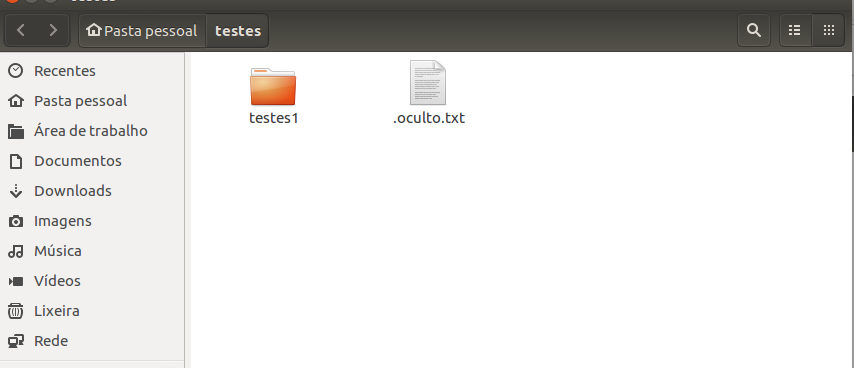 Pasta pessoal testes
Recentes
Pasta pessoal
Área de trabalho
Documentos
Downloads
Imagens
Música
Vídeos
Lixeira
Rede
testes1 .oculto.txt